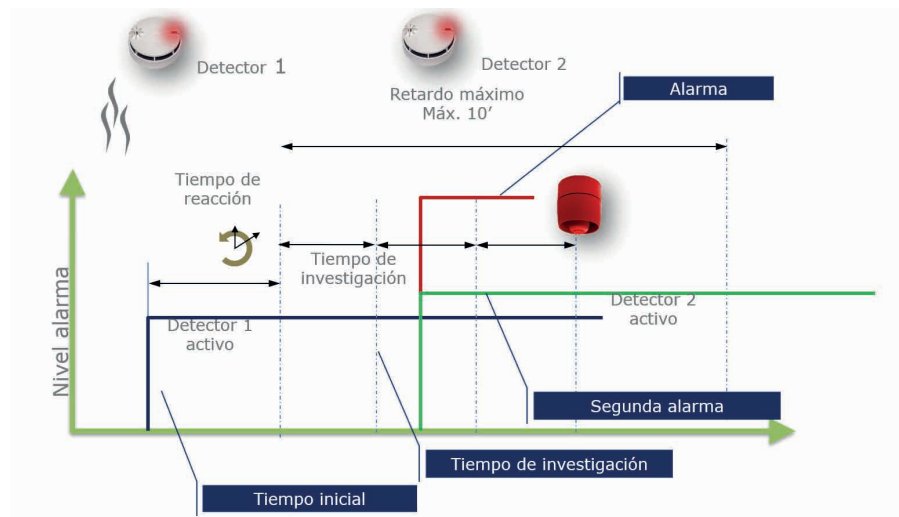 Detector 1
Detector 2
Retardo máximo
Máx. 10'
Alarma
Tiempo de
reacción
Tiempo de
investigación
Nivel alarma
Detector 1
activo
Detector 2
activo
Segunda alarma
Tiempo de investigación
Tiempo inicial